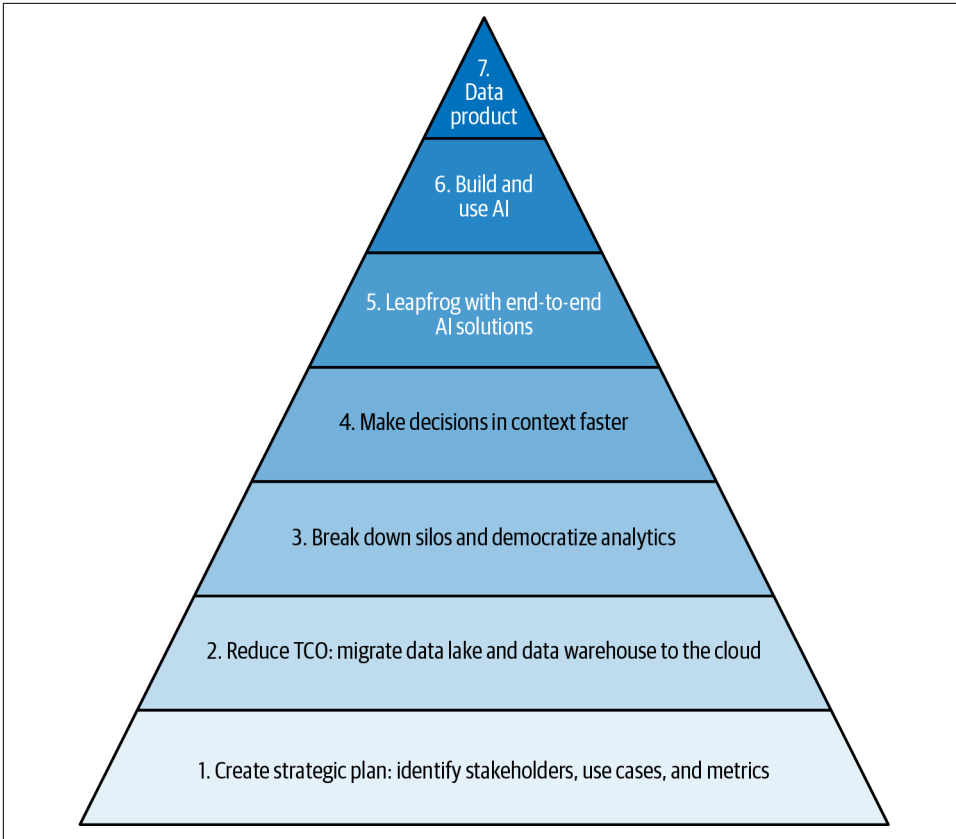 7.
Data
product
6. Build and
use AI
5. Leapfrog with end-to-end
AI solutions
4. Make decisions in context faster
3. Break down silos and democratize analytics
2. Reduce TCO: migrate data lake and data warehouse to the cloud
1. Create strategic plan: identify stakeholders, use cases, and metrics